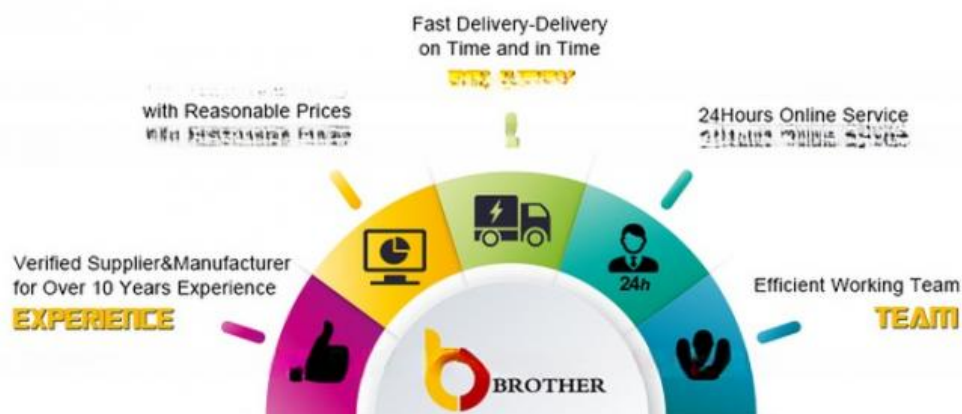 Fast Delivery-Delivery
on Time and in Time
with Reasonable Prices
24Hours Online Service
Verified Supplier&Manufacturer
for Over 10 Years Experience
EXPERIENCE
Efficient Working Team
TEAM
24h
BROTHER